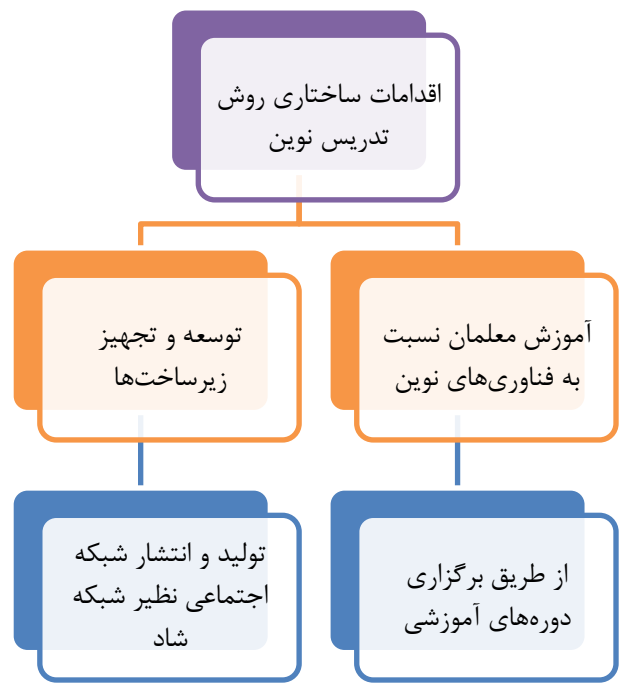 اقدامات ساختاری روش
تدریس نوین
آموزش معلمان نسبت
به فناوری‌های نوین
توسعه و تجهیز
زیرساخت‌ها
از طریق برگزاری
دوره‌های آموزشی
تولید و انتشار شبکه
اجتماعی نظیر شبکه
شاد